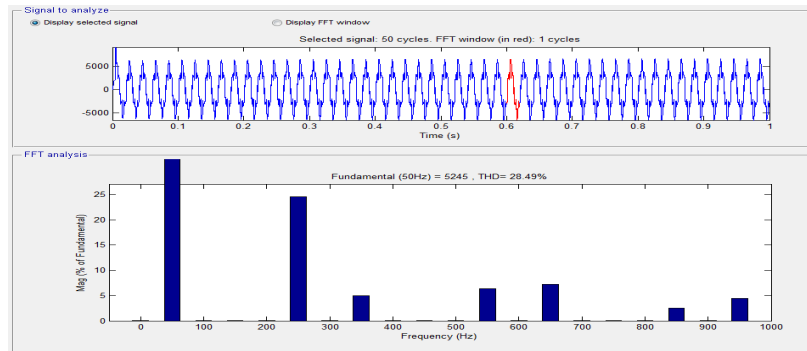 Signal to analyze
Display selected signal
Display FFT window
Selected signal: 50 cycles. FFT window (in red): 1 cycles
5000
0
-5000
0 0.1 0.2 0.3 0.4 0.5 0.6 0.7 0.8 0.9 1
Time (s)
FFT analysis
Fundamental (50Hz) = 5245 , THD= 28.49%
Mag (% of Fundamental)
25
20
15
10
5
0
0 100 200 300 400 500 600 700 800 900 1000
Frequency (Hz)